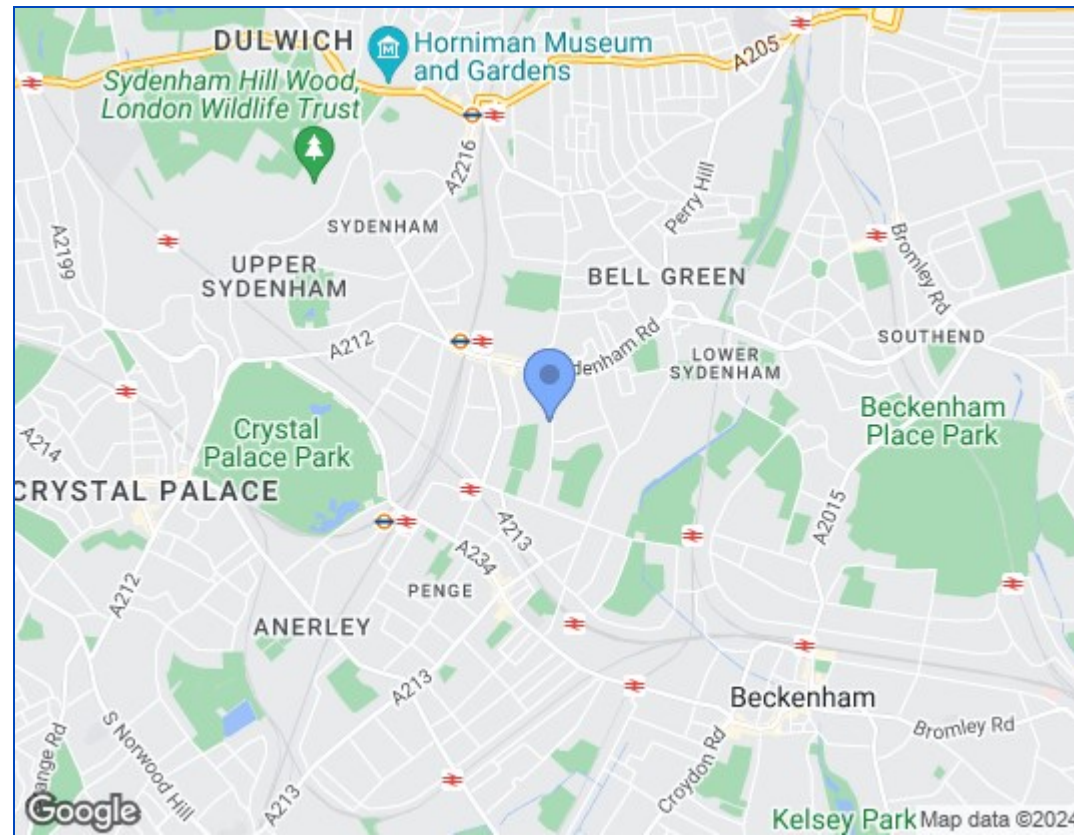 DULWICH
Horniman Museum
and Gardens
A205
Sydenham Hill Wood,
London Wildlife Trust
A2216
Perry Hill
SYDENHAM
A2199
UPPER
SYDENHAM
BELL GREEN
Bromley Rd
A212
denham Rd
LOWER
SYDENHAM
SOUTHEND
Crystal
Palace Park
Beckenham
Place Park
A214
CRYSTAL PALACE
A213
A2015
A234
A212
PENGE
ANERLEY
A213
Beckenham
Bromley Rd
Croydon Rd
S Norwood Hill
ange Rd
A213
Google
Kelsey Park
Map data ©2024